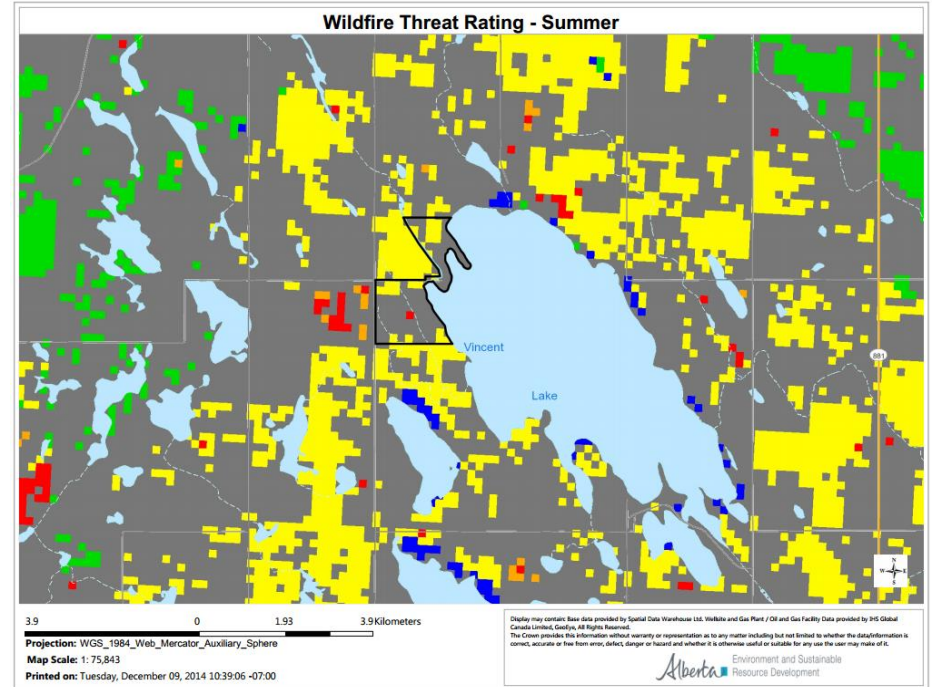 Wildfire Threat Rating - Summer
881
Vincent
Lake
N
W E
S
3.9 0 1.93 3.9Kilometers
Projection: WGS_1984_Web_Mercator_Auxiliary_Sphere
Map Scale: 1: 75,843
Printed on: Tuesday, December 09, 2014 10:39:06 -07:00
Display may contain: Base data provided by Spatial Data Warehouse Ltd. Wellsite and Gas Plant / Oil and Gas Facility Data provided by IHS Global
Canada Limited, GeoEye, All Rights Reserved.
The Crown provides this information without warranty or representation as to any matter including but not limited to whether the data/information is
correct, accurate or free from error, defect, danger or hazard and whether it is otherwise useful or suitable for any use the user may make of it.
Alberta Environment and Sustainable
Resource Development